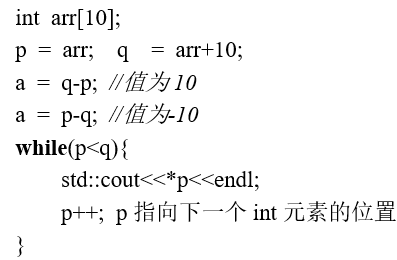 int arr[10];
p = arr; q = arr+10;
a = q-p; //值为10
a = p-q; //值为-10
while(p<q){
std::cout<<*p<<endl;
p++; p 指向下一个 int 元素的位置
}